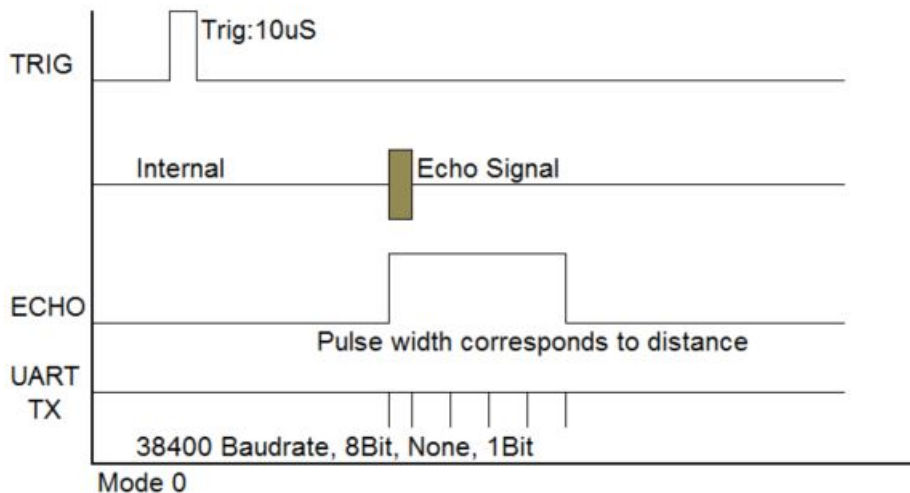 Trig:10uS
TRIG
Internal
Echo Signal
ECHO
Pulse width corresponds to distance
UART
TX
38400 Baudrate, 8Bit, None, 1Bit
Mode 0